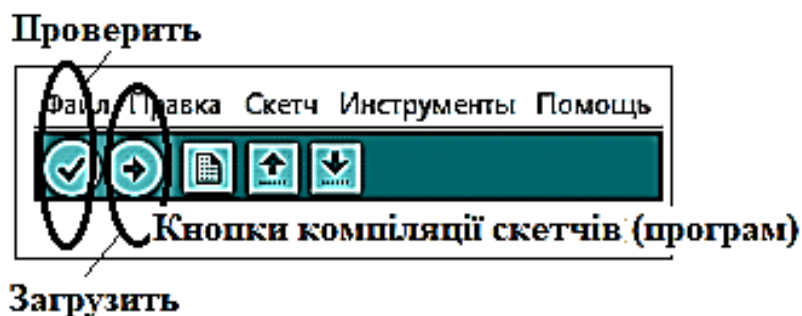 Проверить
Файл Правка Скетч Инструменты Помощь
Кнопки компіляції скетчів (програм)
Загрузить